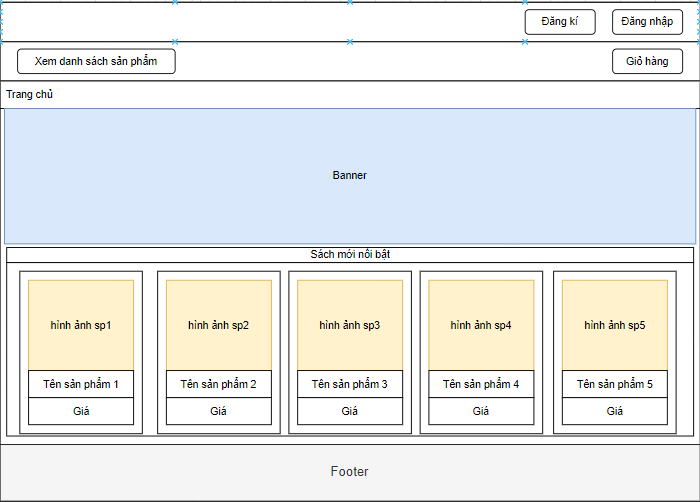 Đăng kí
Đăng nhập
Xem danh sách sản phẩm
Giỏ hàng
Trang chủ
Banner
Sách mới nổi bật
hình ảnh sp1
hình ảnh sp2
hình ảnh sp3
hình ảnh sp4
hình ảnh sp5
Tên sản phẩm 1
Tên sản phẩm 2
Tên sản phẩm 3
Tên sản phẩm 4
Tên sản phẩm 5
Giá
Giá
Giá
Giá
Giá
Footer